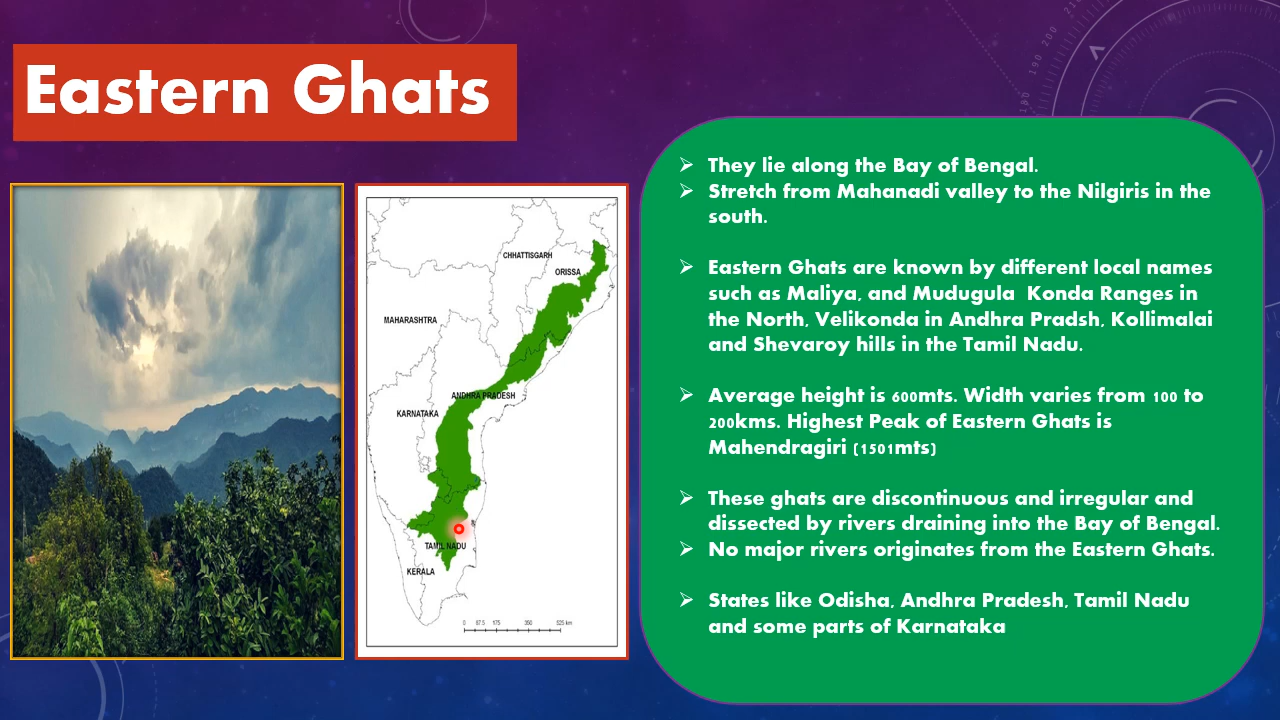 Eastern Ghats
➢ They lie along the Bay of Bengal.
➢ Stretch from Mahanadi valley to the Nilgiris in the
south.
➢ Eastern Ghats are known by different local names
such as Maliya, and Mudugula  Konda Ranges in
the North, Velikonda in Andhra Pradsh, Kollimalai
and Shevaroy hills in the Tamil Nadu.
➢ Average height is 600mts. Width varies from 100 to
200kms. Highest Peak of Eastern Ghats is
Mahendragiri (1501mts)
➢ These ghats are discontinuous and irregular and
dissected by rivers draining into the Bay of Bengal.
➢ No major rivers originates from the Eastern Ghats.
➢ States like Odisha, Andhra Pradesh, Tamil Nadu
and some parts of Karnataka
CHHATTISGARH
ORISSA
MAHARASHTRA
ANDHRA PRADESH
KARNATAKA
TAMIL NADU
KERALA
0 87.5 175 350 525 km
180 190 200